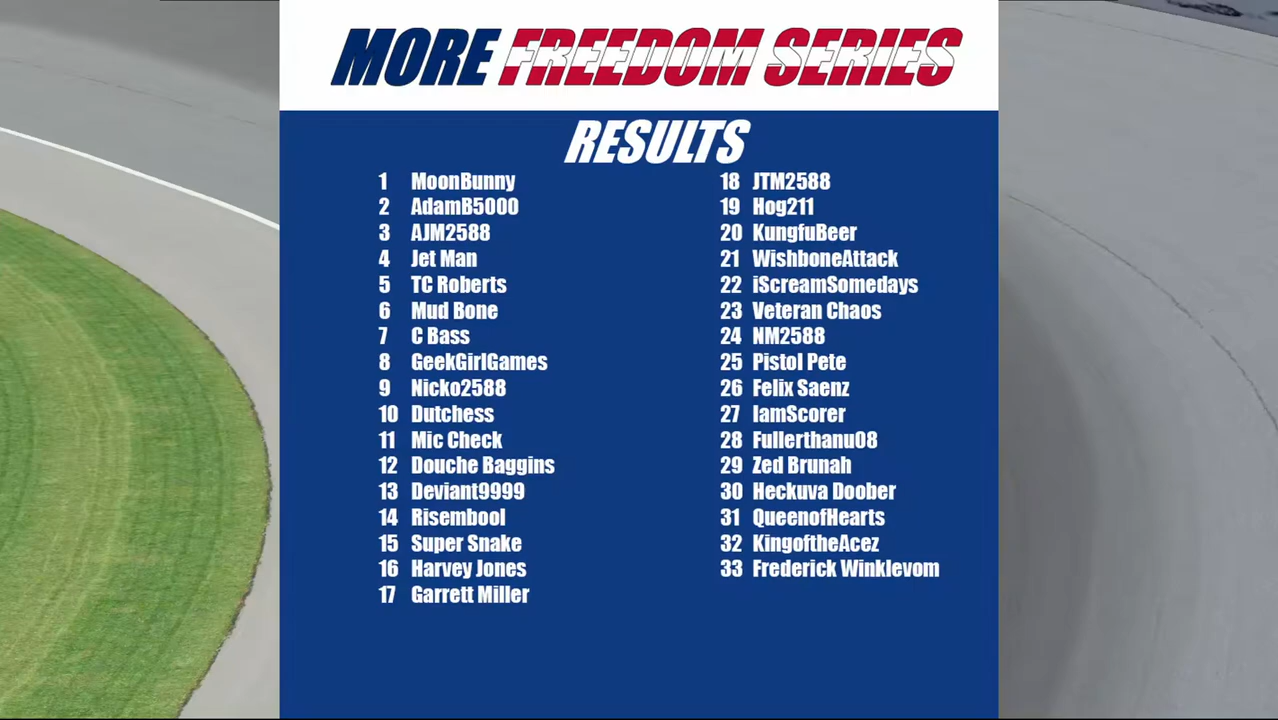 MORE FREEDOM SERIES
RESULTS
1 MoonBunny
2 AdamB5000
3 AJM2588
4 Jet Man
5 TC Roberts
6 Mud Bone
7 C Bass
8 GeekGirlGames
9 Nicko2588
10 Dutchess
11 Mic Check
12 Douche Baggins
13 Deviant9999
14 Risembool
15 Super Snake
16 Harvey Jones
17 Garrett Miller
18 JTM2588
19 Hog211
20 KungfuBeer
21 WishboneAttack
22 iScreamSomedays
23 Veteran Chaos
24 NM2588
25 Pistol Pete
26 Felix Saenz
27 IamScorer
28 Fullerthanu08
29 Zed Brunah
30 Heckuva Doober
31 QueenofHearts
32 KingoftheAcez
33 Frederick Winklevom